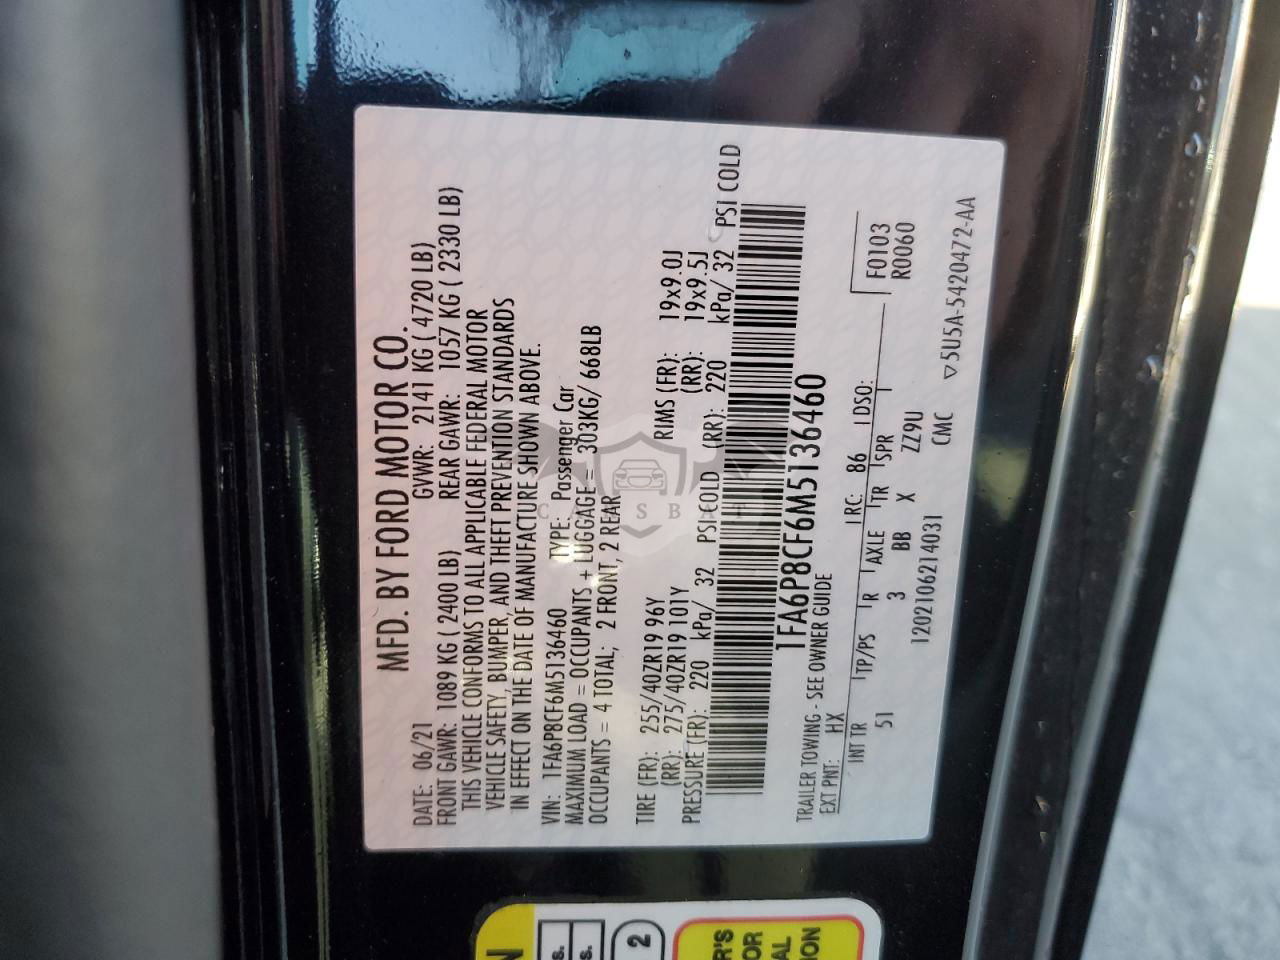 MFD. BY FORD MOTOR CO.
DATE: 06/21 GVWR: 2141 KG ( 4720 LB)
FRONT GAWR: 1089 KG ( 2400 LB) REAR GAWR: 1057 KG ( 2330 LB)
THIS VEHICLE CONFORMS TO ALL APPLICABLE FEDERAL MOTOR
VEHICLE SAFETY, BUMPER, AND THEFT PREVENTION STANDARDS
IN EFFECT ON THE DATE OF MANUFACTURE SHOWN ABOVE.
VIN: 1FA6P8CF6M5136460 TYPE: Passenger Car
MAXIMUM LOAD = OCCUPANTS + LUGGAGE = 303KG/ 668LB
OCCUPANTS = 4 TOTAL; 2 FRONT, 2 REAR
TIRE (FR): 255/40ZR19 96Y RIMS (FR): 19x9.0J
(RR): 275/40ZR19 101Y (RR): 19x9.5J
PRESSURE (FR): 220 kPa/ 32 PSI COLD (RR): 220 kPa/ 32 PSI COLD
1FA6P8CF6M5136460
TRAILER TOWING - SEE OWNER GUIDE
EXT PNT: HX RC: 86 DSO: F0103
R0060
INT TR TP/PS R AXLE TR SPR
51 3 BB X ZZ9U
1202106214031 CMC
▽5U5A-5420472-AA
N
s.
s.
2
R'S
OR
AL
ION